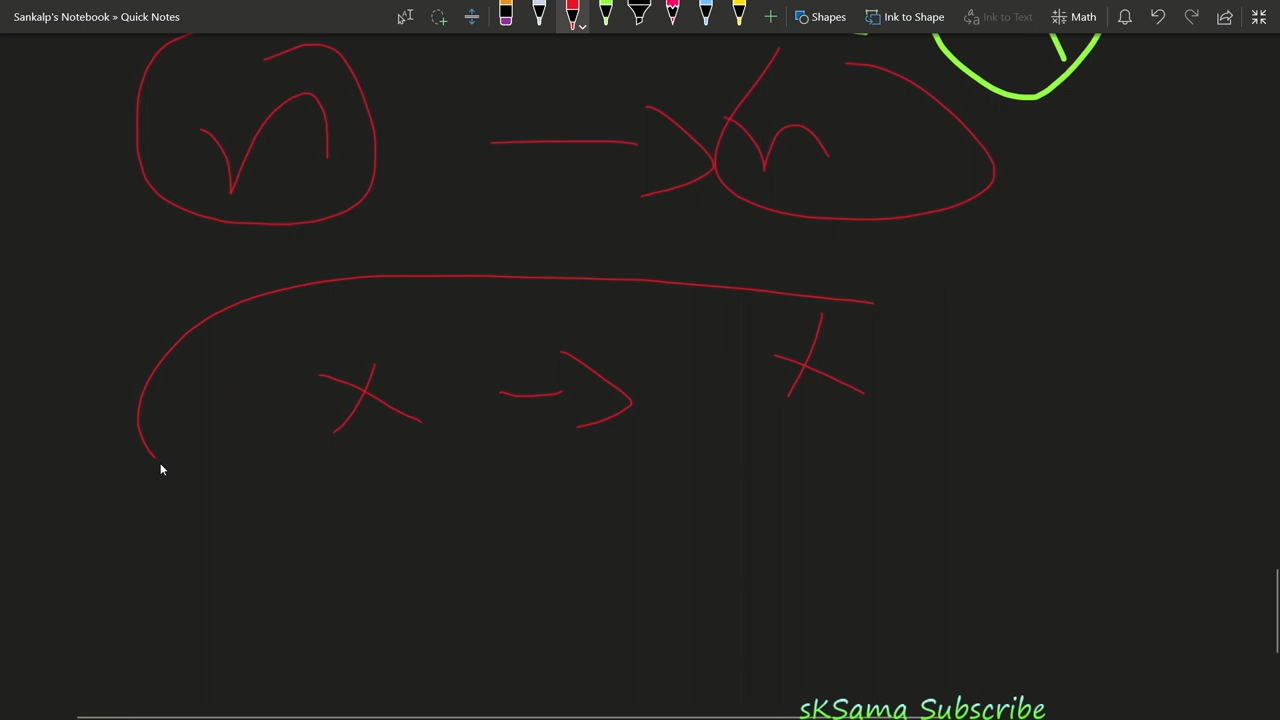 Sankalp's Notebook » Quick Notes
Shapes
Ink to Shape
Ink to Text
Math
n → n
x → x
sKSama Subscribe